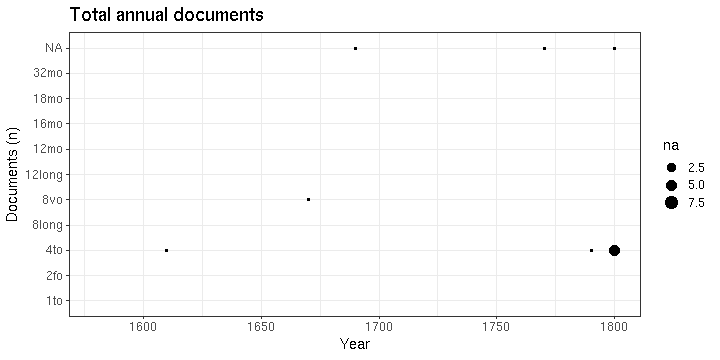 Total annual documents
Documents (n)
NA
32mo
18mo
16mo
12mo
12long
8vo
8long
4to
2fo
1to
1600 1650 1700 1750 1800
Year
na
2.5
5.0
7.5